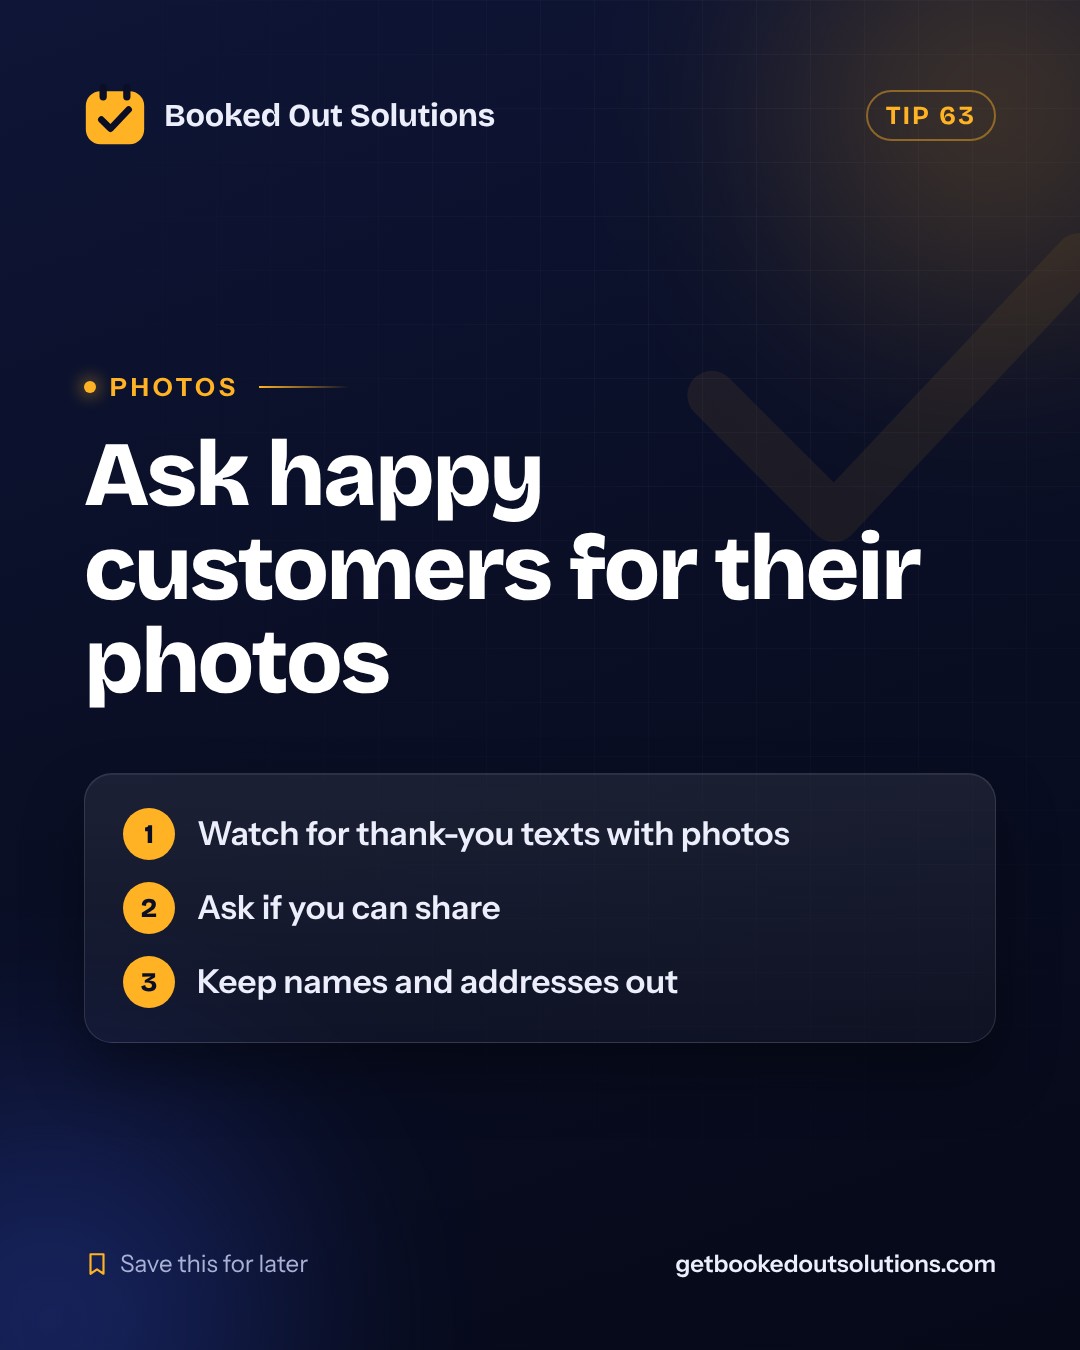 Booked Out Solutions
TIP 63
PHOTOS
Ask happy
customers for their
photos
1 Watch for thank-you texts with photos
2 Ask if you can share
3 Keep names and addresses out
Save this for later
getbookedoutsolutions.com